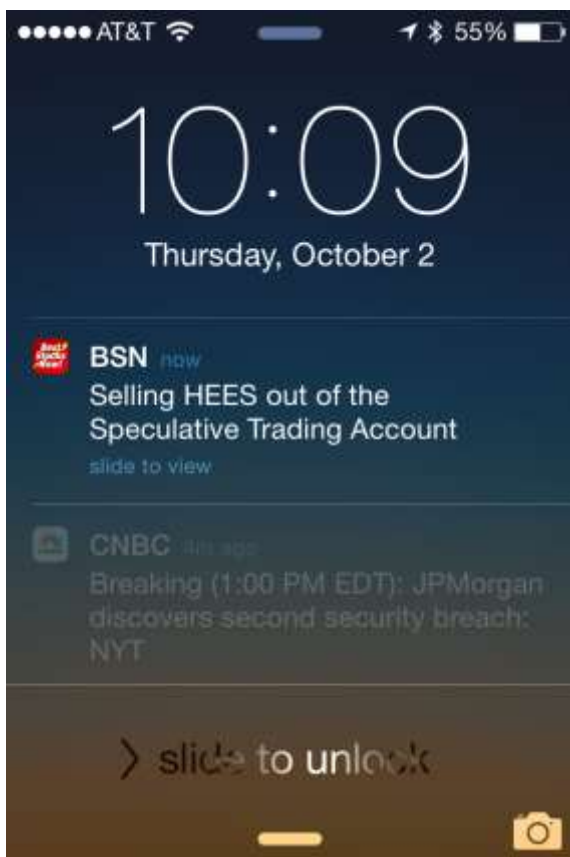 AT&T 55%
10:09
Thursday, October 2
BSN now
Selling HEES out of the
Speculative Trading Account
slide to view
CNBC 4m ago
Breaking (1:00 PM EDT): JPMorgan
discovers second security breach:
NYT
slide to unlock